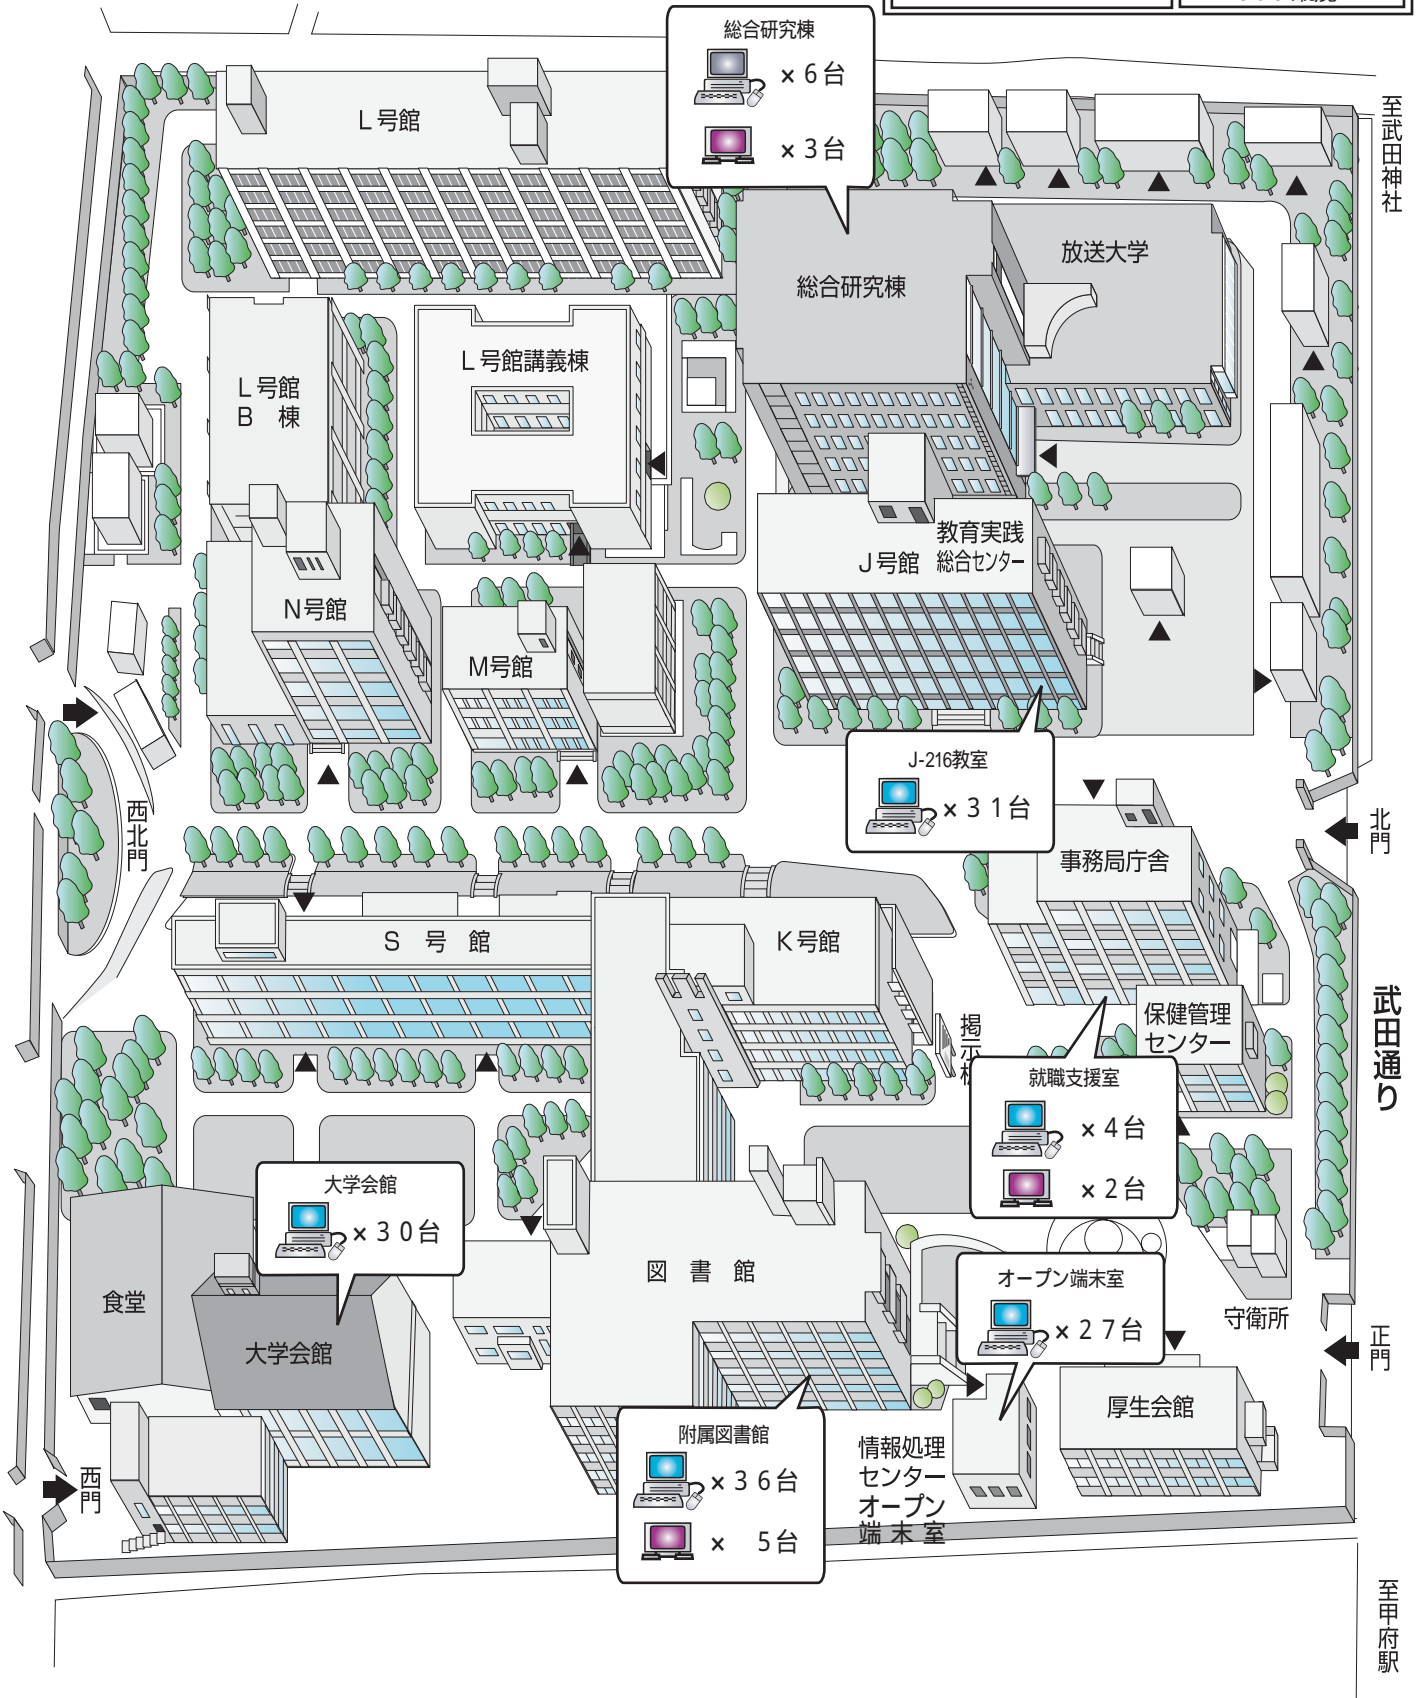 総合研究棟
×6台
×3台
L号館
至武田神社
放送大学
総合研究棟
L号館講義棟
L号館
B 棟
教育実践
総合センター
J号館
N号館
M号館
J-216教室
×31台
西北門
北門
事務局庁舎
S 号 館
K号館
保健管理
センター
掲示
武田通り
就職支援室
×4台
×2台
大学会館
×30台
図 書 館
オープン端末室
×27台
食堂
大学会館
守衛所
正門
厚生会館
附属図書館
×36台
× 5台
情報処理
センター
オープン
端末室
西門
至甲府駅